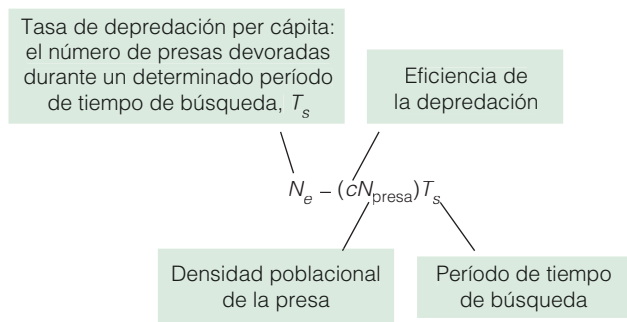 Tasa de depredación per cápita:
el número de presas devoradas
durante un determinado período
de tiempo de búsqueda, Tₛ
Eficiencia de
la depredación
Nₑ – (cN_presa)Tₛ
Densidad poblacional
de la presa
Período de tiempo
de búsqueda